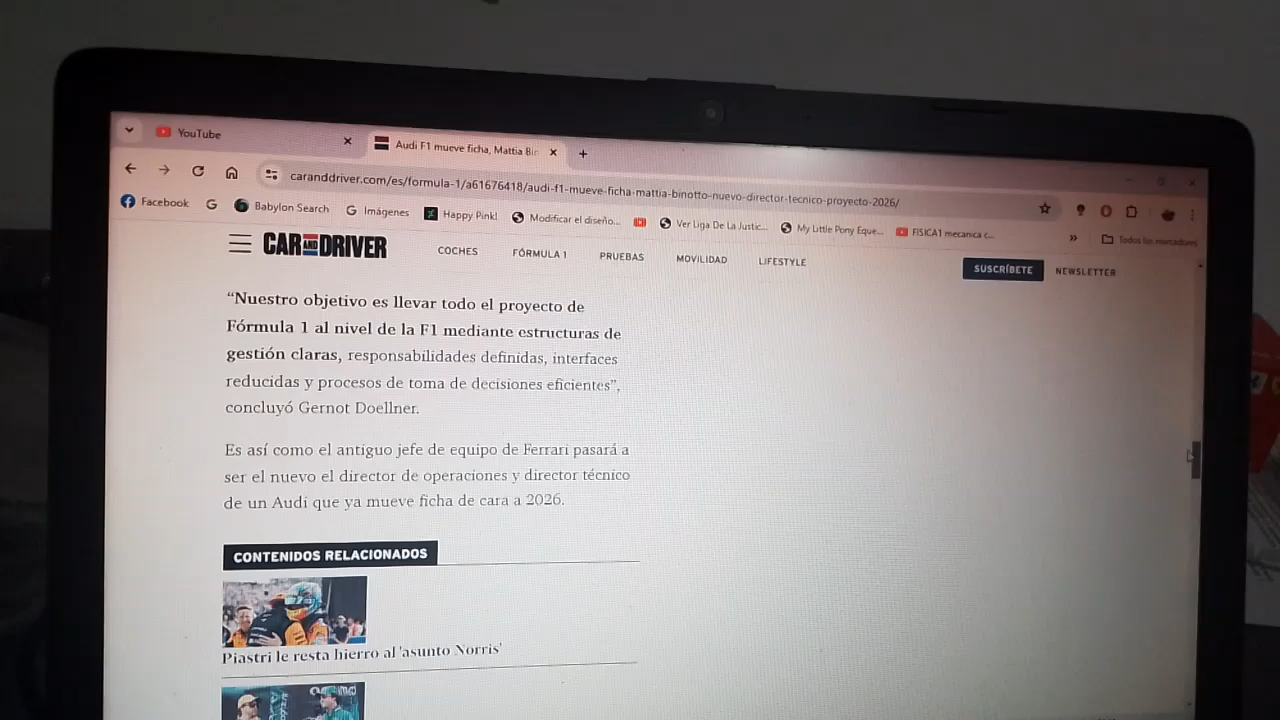 YouTube
Audi F1 mueve ficha, Mattia Bin
caranddriver.com/es/formula-1/a61676418/audi-f1-mueve-ficha-mattia-binotto-nuevo-director-tecnico-proyecto-2026/
Facebook
Babylon Search
Imágenes
Happy Pink!
Modificar el diseño...
Ver Liga De La Justic...
My Little Pony Eque...
FISICA1 mecanica c...
»
Todos los marcadores
CAR AND DRIVER
COCHES
FÓRMULA 1
PRUEBAS
MOVILIDAD
LIFESTYLE
SUSCRÍBETE
NEWSLETTER
“Nuestro objetivo es llevar todo el proyecto de
Fórmula 1 al nivel de la F1 mediante estructuras de
gestión claras, responsabilidades definidas, interfaces
reducidas y procesos de toma de decisiones eficientes”,
concluyó Gernot Doellner.
Es así como el antiguo jefe de equipo de Ferrari pasará a
ser el nuevo el director de operaciones y director técnico
de un Audi que ya mueve ficha de cara a 2026.
CONTENIDOS RELACIONADOS
Piastri le resta hierro al 'asunto Norris'